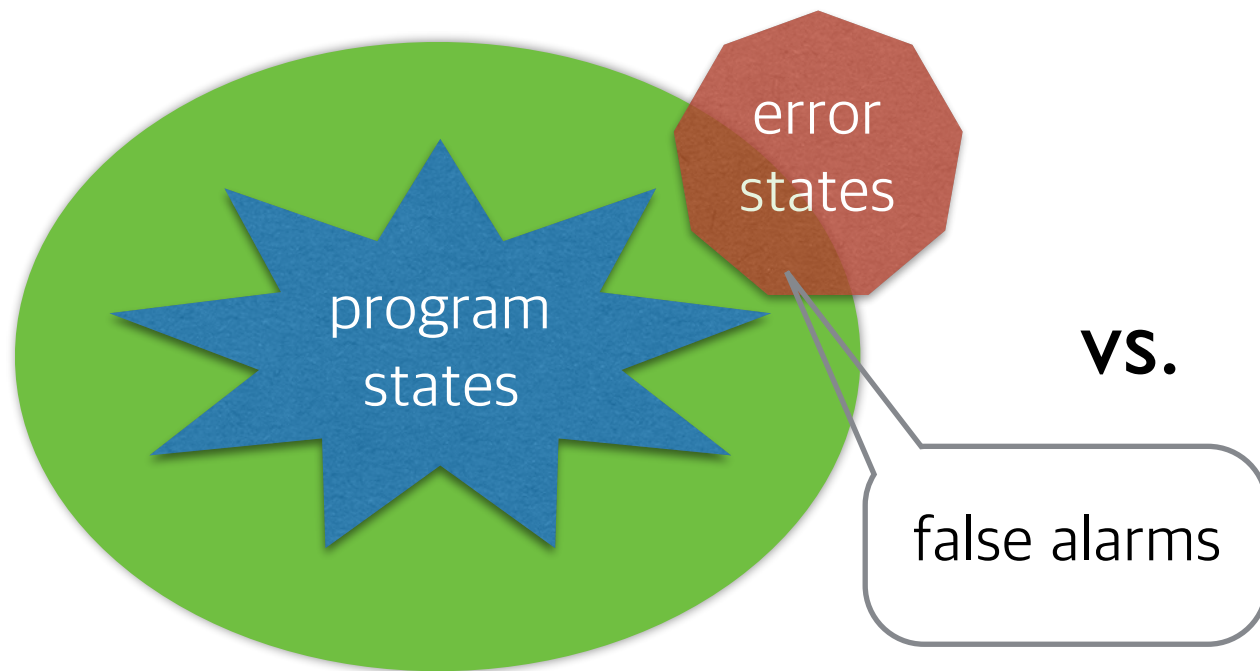 error
states
program
states
vs.
false alarms